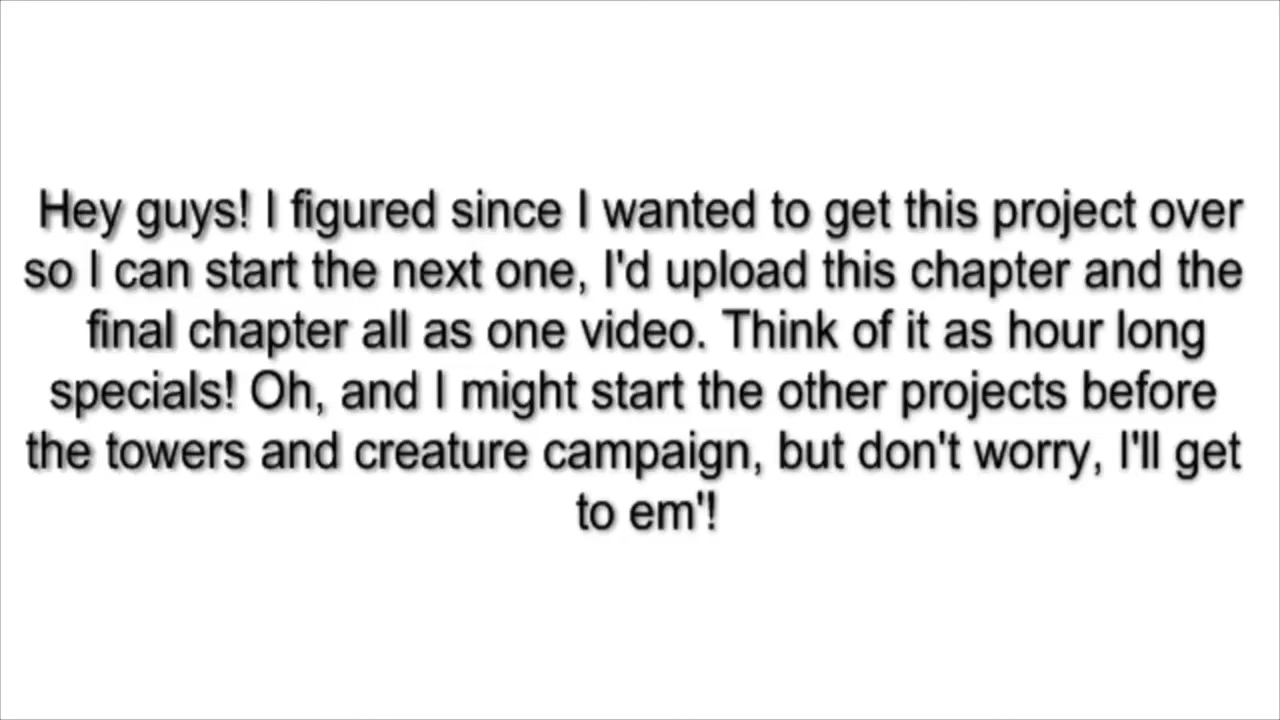 Hey guys! I figured since I wanted to get this project over
so I can start the next one, I'd upload this chapter and the
final chapter all as one video. Think of it as hour long
specials! Oh, and I might start the other projects before
the towers and creature campaign, but don't worry, I'll get
to em'!